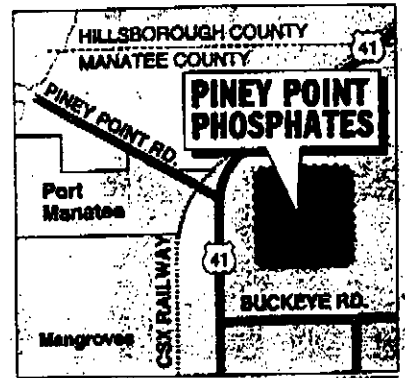 HILLSBOROUGH COUNTY
MANATEE COUNTY
41
PINEY POINT
PHOSPHATES
PINEY POINT RD.
Port
Manatee
41
CSX RAILWAY
BUCKEYE RD.
Mangroves